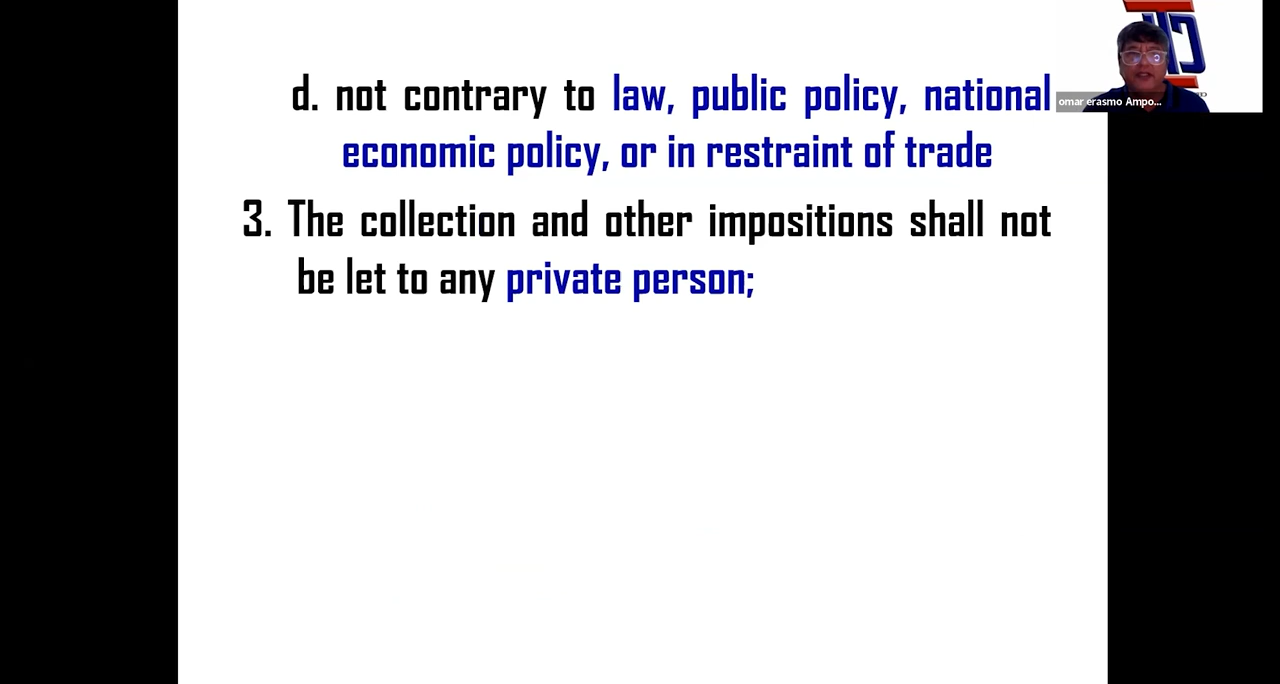 d. not contrary to law, public policy, national
economic policy, or in restraint of trade
3. The collection and other impositions shall not
be let to any private person;
omar erasmo Ampo...